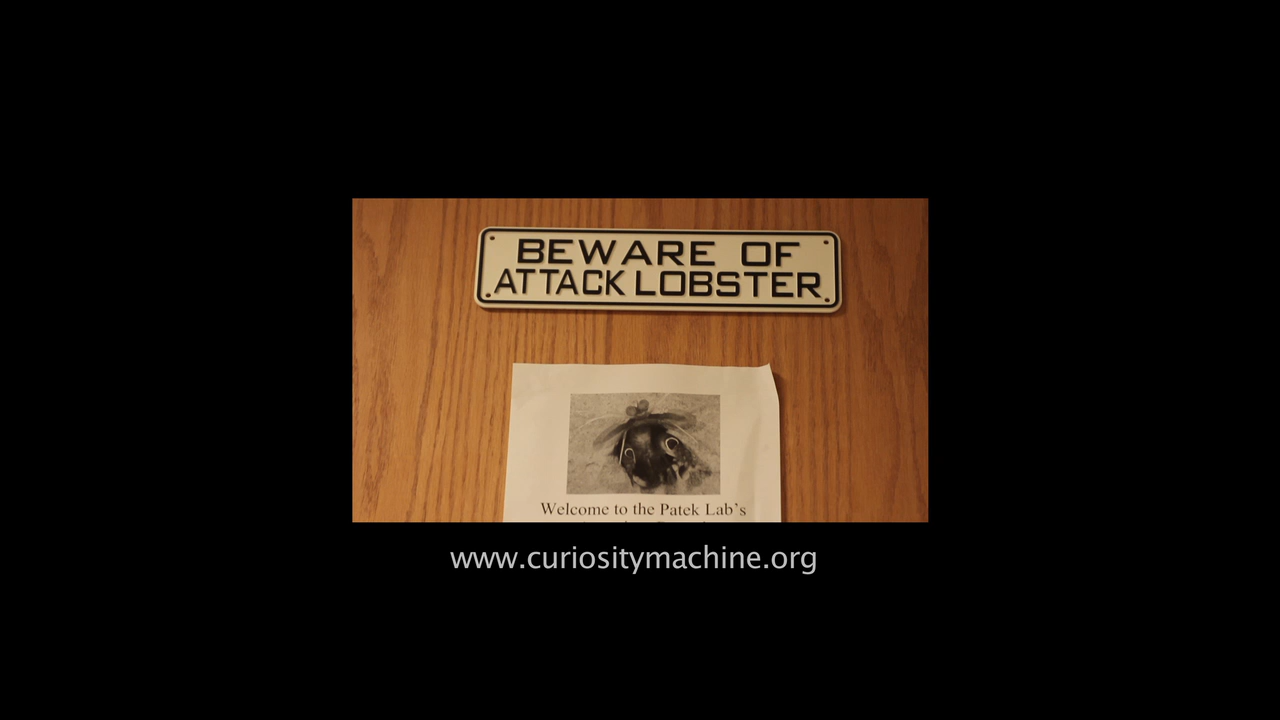 BEWARE OF
ATTACK LOBSTER
Welcome to the Patek Lab's
www.curiositymachine.org